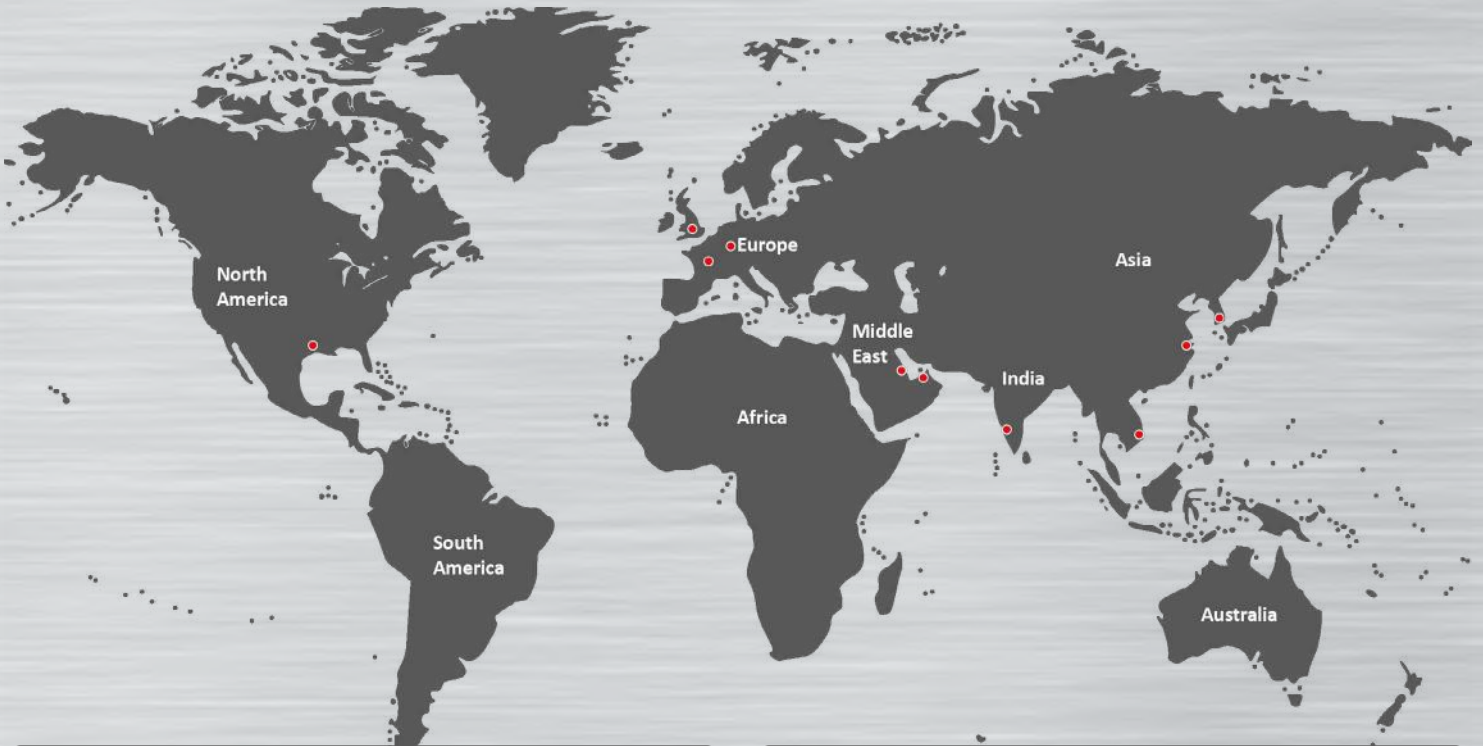 North
America
Europe
Asia
Middle
East
India
Africa
South
America
Australia